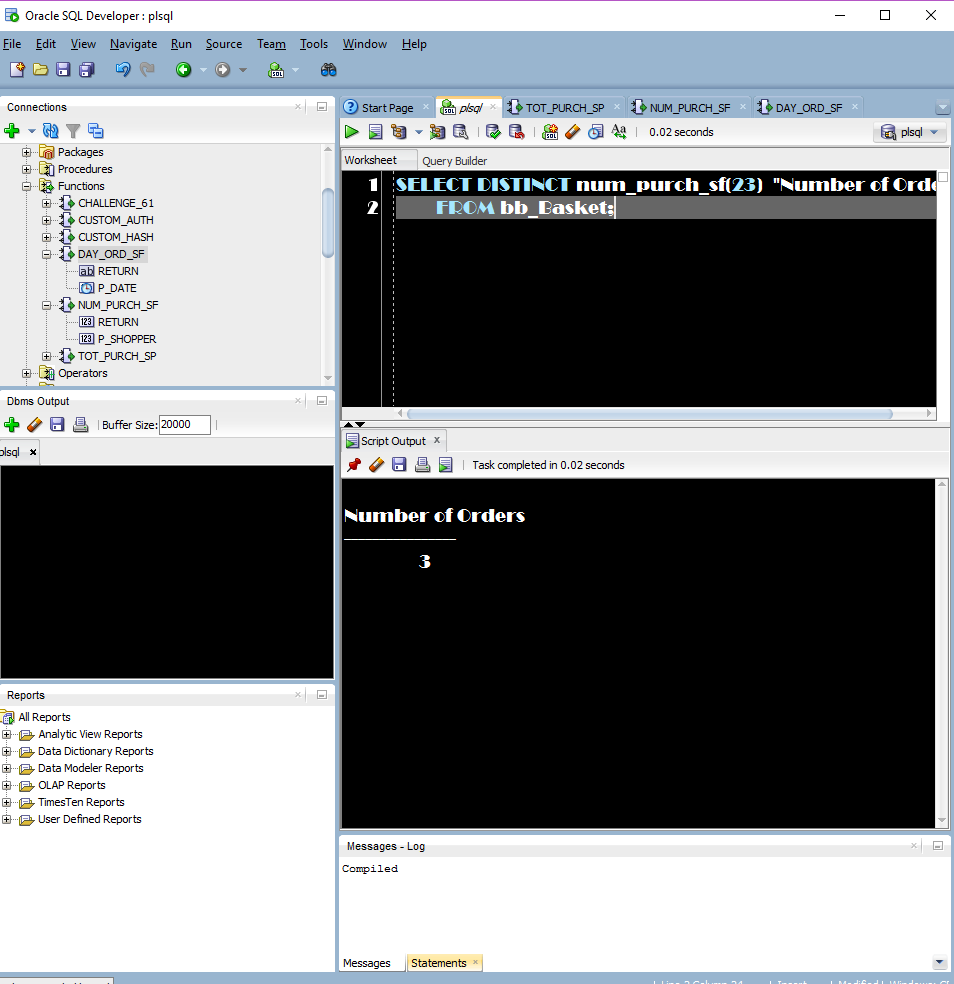 Oracle SQL Developer : plsql
File Edit View Navigate Run Source Team Tools Window Help
Connections
Packages
Procedures
Functions
CHALLENGE_61
CUSTOM_AUTH
CUSTOM_HASH
DAY_ORD_SF
RETURN
P_DATE
NUM_PURCH_SF
RETURN
P_SHOPPER
TOT_PURCH_SP
Operators
Dbms Output
Buffer Size: 20000
plsql
Reports
All Reports
Analytic View Reports
Data Dictionary Reports
Data Modeler Reports
OLAP Reports
TimesTen Reports
User Defined Reports
Start Page plsql TOT_PURCH_SP NUM_PURCH_SF DAY_ORD_SF
0.02 seconds plsql
Worksheet Query Builder
1 SELECT DISTINCT num_purch_sf(23) "Number of Orde
2 FROM bb_Basket;
Script Output
Task completed in 0.02 seconds
Number of Orders
3
Messages - Log
Compiled
Messages Statements